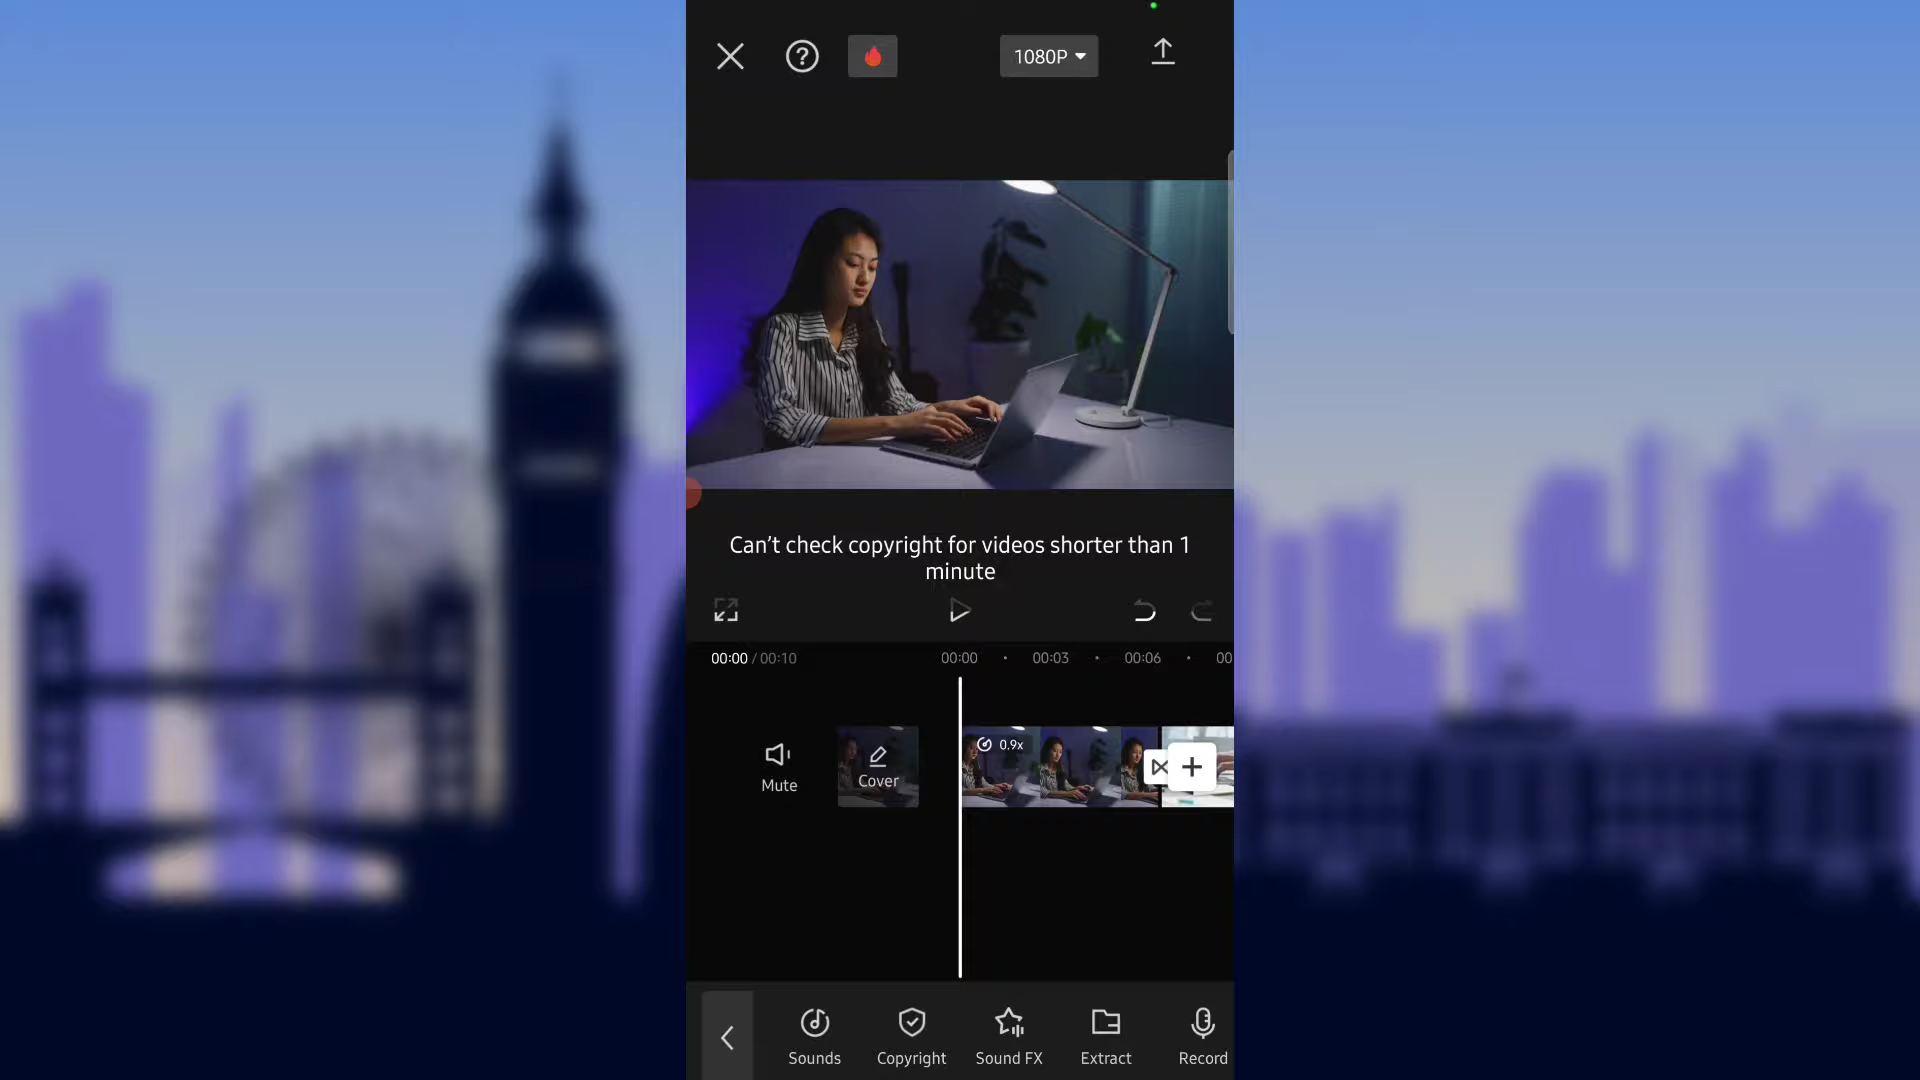 1080P
Can't check copyright for videos shorter than 1
minute
00:00 / 00:10
00:00
00:03
00:06
00
Mute
Cover
0.9x
Sounds
Copyright
Sound FX
Extract
Record